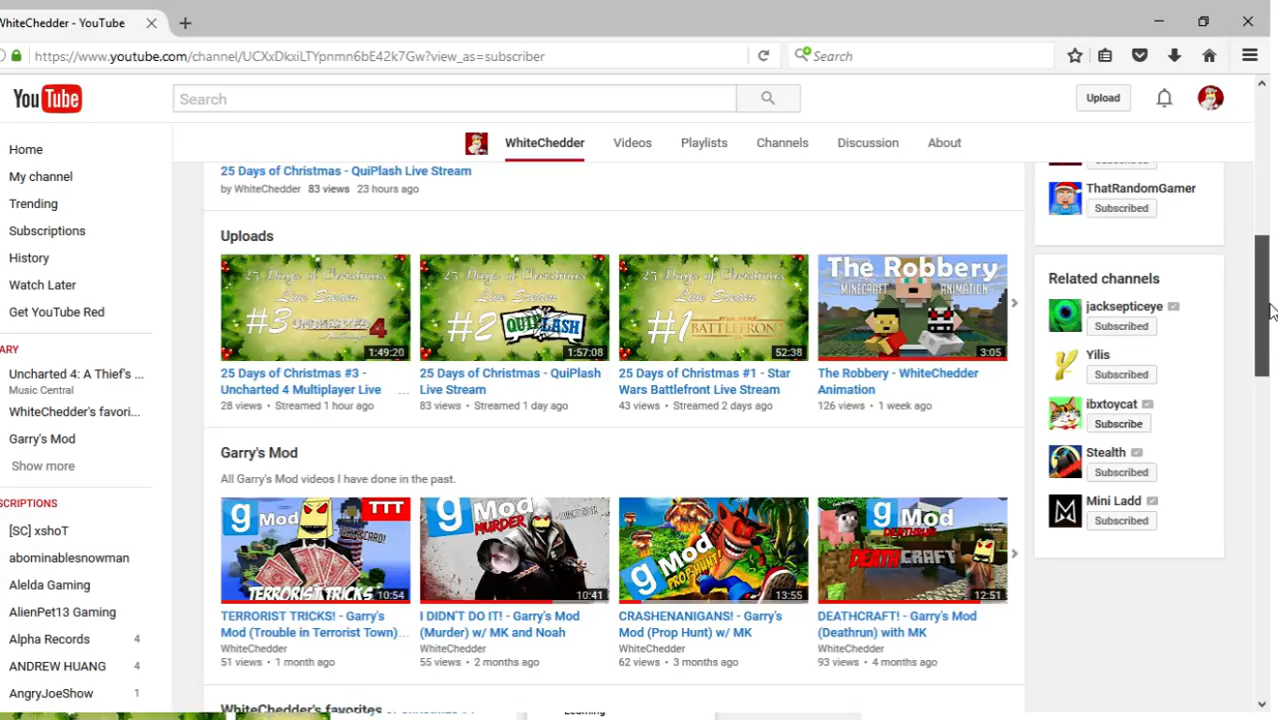 WhiteChedder - YouTube
https://www.youtube.com/channel/UCXxDkxiLTYpnmn6bE42k7Gw?view_as=subscriber
Search
YouTube
Search
Upload
WhiteChedder Videos Playlists Channels Discussion About
Home
My channel
Trending
Subscriptions
History
Watch Later
Get YouTube Red
ARY
Uncharted 4: A Thief's ...
Music Central
WhiteChedder's favori...
Garry's Mod
Show more
SCRIPTIONS
[SC] xshoT
abominablesnowman
Alelda Gaming
AlienPet13 Gaming
Alpha Records 4
ANDREW HUANG 4
AngryJoeShow 1
25 Days of Christmas - QuiPlash Live Stream
by WhiteChedder 83 views 23 hours ago
Uploads
25 Days of Christmas
Live Stream
#3 UNCHARTED 4
1:49:20
25 Days of Christmas #3 -
Uncharted 4 Multiplayer Live ...
28 views • Streamed 1 hour ago
25 Days of Christmas
Live Stream
#2 QUIPLASH
1:57:08
25 Days of Christmas - QuiPlash
Live Stream
83 views • Streamed 1 day ago
25 Days of Christmas
Live Stream
#1 BATTLEFRONT
52:38
25 Days of Christmas #1 - Star
Wars Battlefront Live Stream
43 views • Streamed 2 days ago
The Robbery
MINECRAFT ANIMATION
3:05
The Robbery - WhiteChedder
Animation
126 views • 1 week ago
Garry's Mod
All Garry's Mod videos I have done in the past.
g Mod TTT
TERRORIST TRICKS!
10:54
TERRORIST TRICKS! - Garry's
Mod (Trouble in Terrorist Town)...
WhiteChedder
51 views • 1 month ago
g Mod
MURDER
10:41
I DIDN'T DO IT! - Garry's Mod
(Murder) w/ MK and Noah
WhiteChedder
55 views • 2 months ago
g Mod
PROP HUNT!
13:55
CRASHENANIGANS! - Garry's
Mod (Prop Hunt) w/ MK
WhiteChedder
62 views • 3 months ago
g Mod
DEATHRUN
DEATHCRAFT
12:51
DEATHCRAFT! - Garry's Mod
(Deathrun) with MK
WhiteChedder
93 views • 4 months ago
WhiteChedder's favorites
Subscribed
ThatRandomGamer
Subscribed
Related channels
jacksepticeye
Subscribed
Yilis
Subscribed
ibxtoycat
Subscribe
Stealth
Subscribed
Mini Ladd
Subscribed